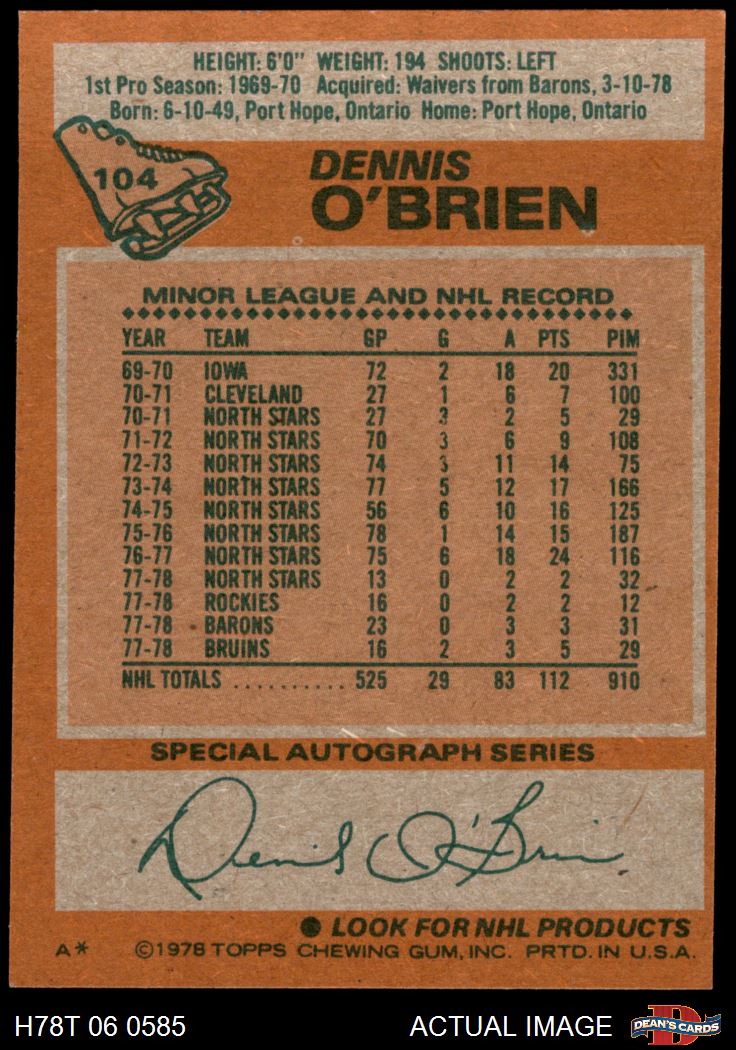 HEIGHT: 6'0" WEIGHT: 194 SHOOTS: LEFT
1st Pro Season: 1969-70 Acquired: Waivers from Barons, 3-10-78
Born: 6-10-49, Port Hope, Ontario Home: Port Hope, Ontario
104
DENNIS
O'BRIEN
MINOR LEAGUE AND NHL RECORD
YEAR TEAM GP G A PTS PIM
69-70 IOWA 72 2 18 20 331
70-71 CLEVELAND 27 1 6 7 100
70-71 NORTH STARS 27 3 2 5 29
71-72 NORTH STARS 70 3 6 9 108
72-73 NORTH STARS 74 3 11 14 75
73-74 NORTH STARS 77 5 12 17 166
74-75 NORTH STARS 56 6 10 16 125
75-76 NORTH STARS 78 1 14 15 187
76-77 NORTH STARS 75 6 18 24 116
77-78 NORTH STARS 13 0 2 2 32
77-78 ROCKIES 16 0 2 2 12
77-78 BARONS 23 0 3 3 31
77-78 BRUINS 16 2 3 5 29
NHL TOTALS .......... 525 29 83 112 910
SPECIAL AUTOGRAPH SERIES
Dennis O'Brien
● LOOK FOR NHL PRODUCTS
A* ©1978 TOPPS CHEWING GUM, INC. PRTD. IN U.S.A.
H78T 06 0585 ACTUAL IMAGE DEAN'S CARDS